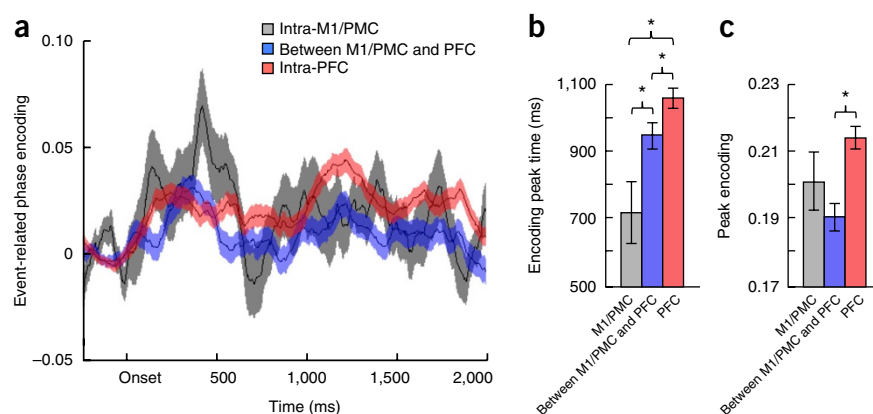 a
Intra-M1/PMC
Between M1/PMC and PFC
Intra-PFC
Event-related phase encoding
0.10
0.05
0
–0.05
Onset
500
1,000
1,500
2,000
Time (ms)
b
*
*
*
Encoding peak time (ms)
1,100
900
700
500
M1/PMC
Between M1/PMC and PFC
PFC
c
*
Peak encoding
0.23
0.21
0.19
0.17
M1/PMC
Between M1/PMC and PFC
PFC